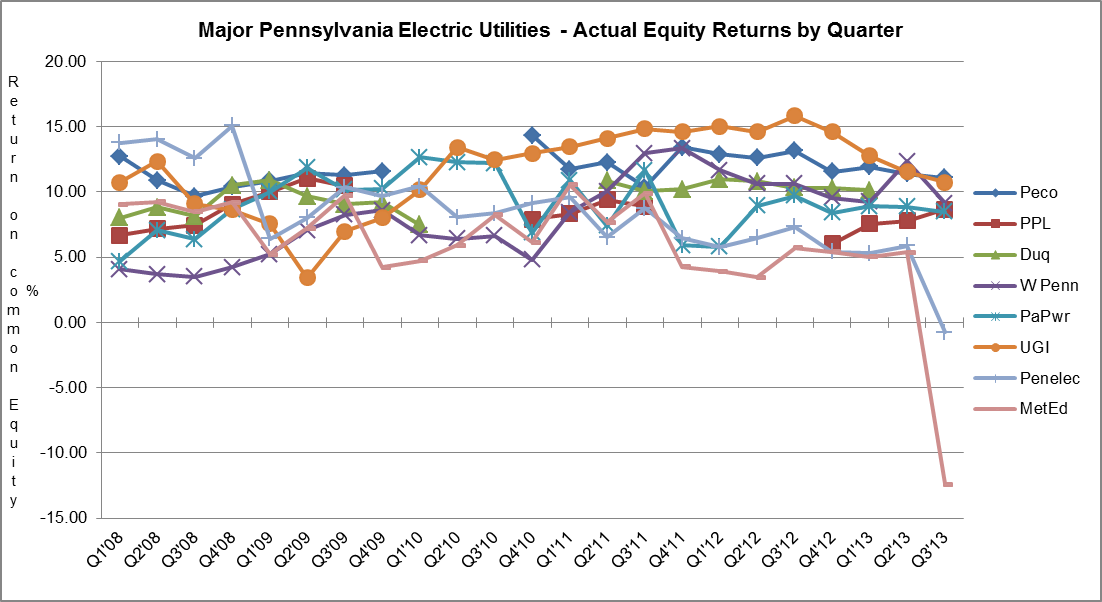 Major Pennsylvania Electric Utilities - Actual Equity Returns by Quarter
Return on common Equity
%
20.00
15.00
10.00
5.00
0.00
-5.00
-10.00
-15.00
Q1'08
Q2'08
Q3'08
Q4'08
Q1'09
Q2'09
Q3'09
Q4'09
Q1'10
Q2'10
Q3'10
Q4'10
Q1'11
Q2'11
Q3'11
Q4'11
Q1'12
Q2'12
Q3'12
Q4'12
Q1'13
Q2'13
Q3'13
Peco
PPL
Duq
W Penn
PaPwr
UGI
Penelec
MetEd